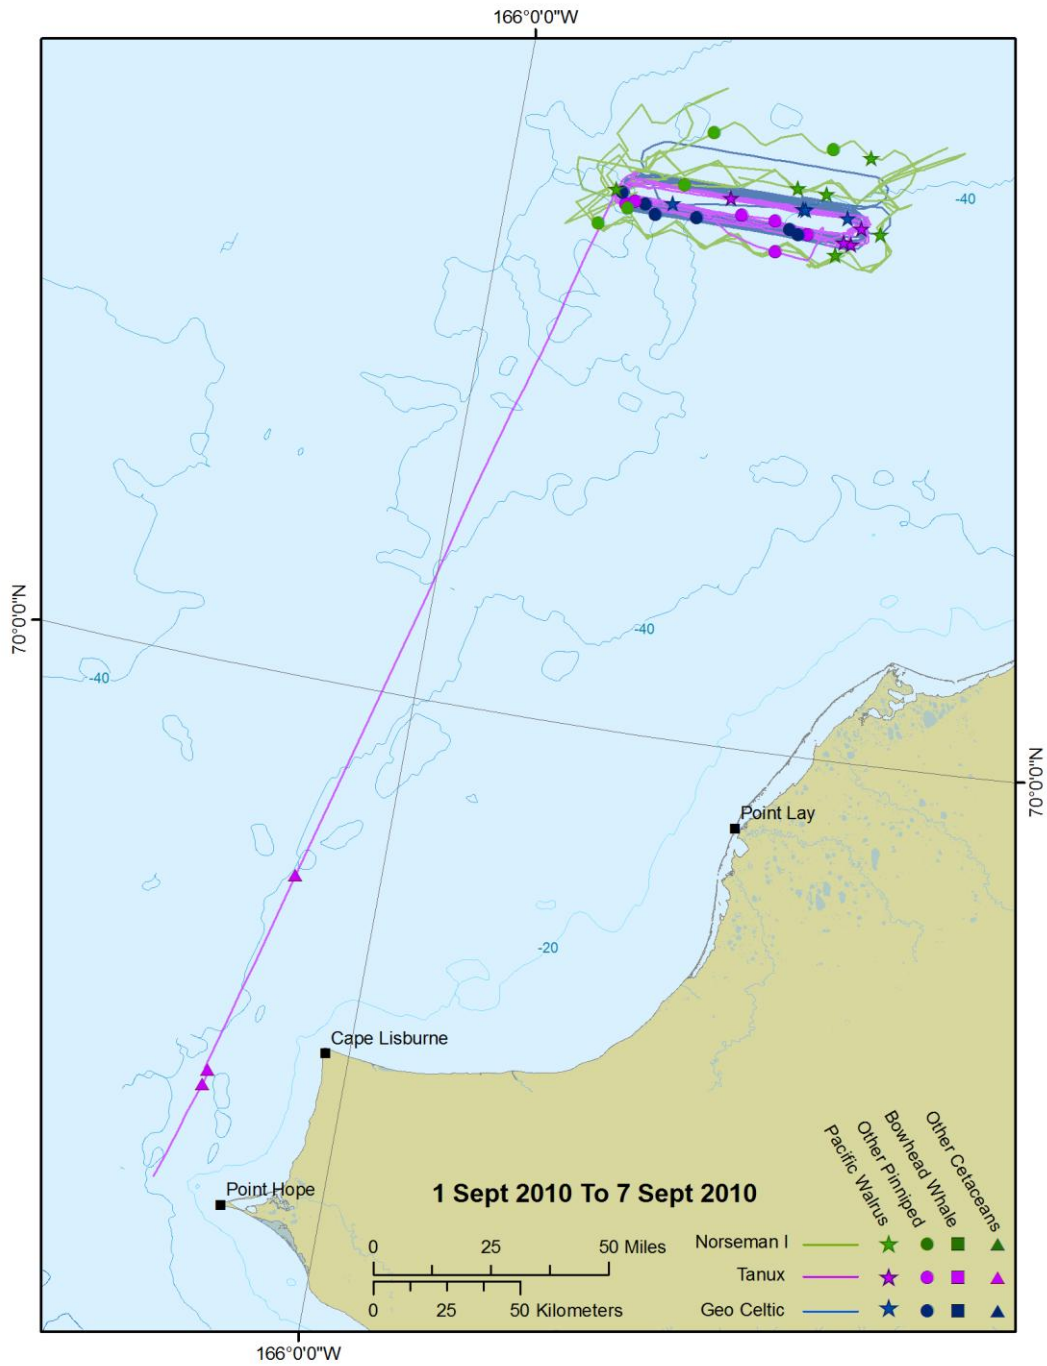 166°0'0"W
-40
70°0'0"N
-40
-40
70°0'0"N
Point Lay
-20
Cape Lisburne
Point Hope
1 Sept 2010 To 7 Sept 2010
Pacific Walrus
Other Pinniped
Bowhead Whale
Other Cetaceans
0 25 50 Miles
0 25 50 Kilometers
Norseman I
Tanux
Geo Celtic
166°0'0"W